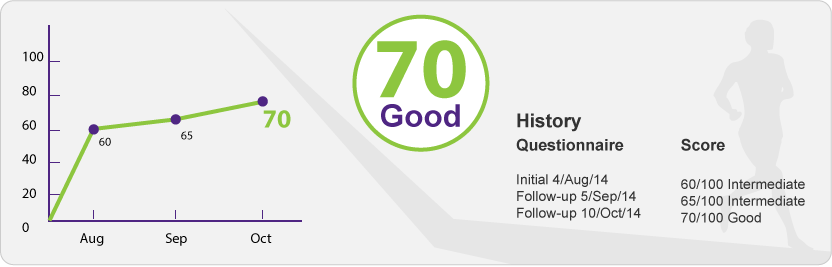 100
80
60
40
20
0
Aug
Sep
Oct
60
65
70
70
Good
History
Questionnaire Score
Initial 4/Aug/14 60/100 Intermediate
Follow-up 5/Sep/14 65/100 Intermediate
Follow-up 10/Oct/14 70/100 Good